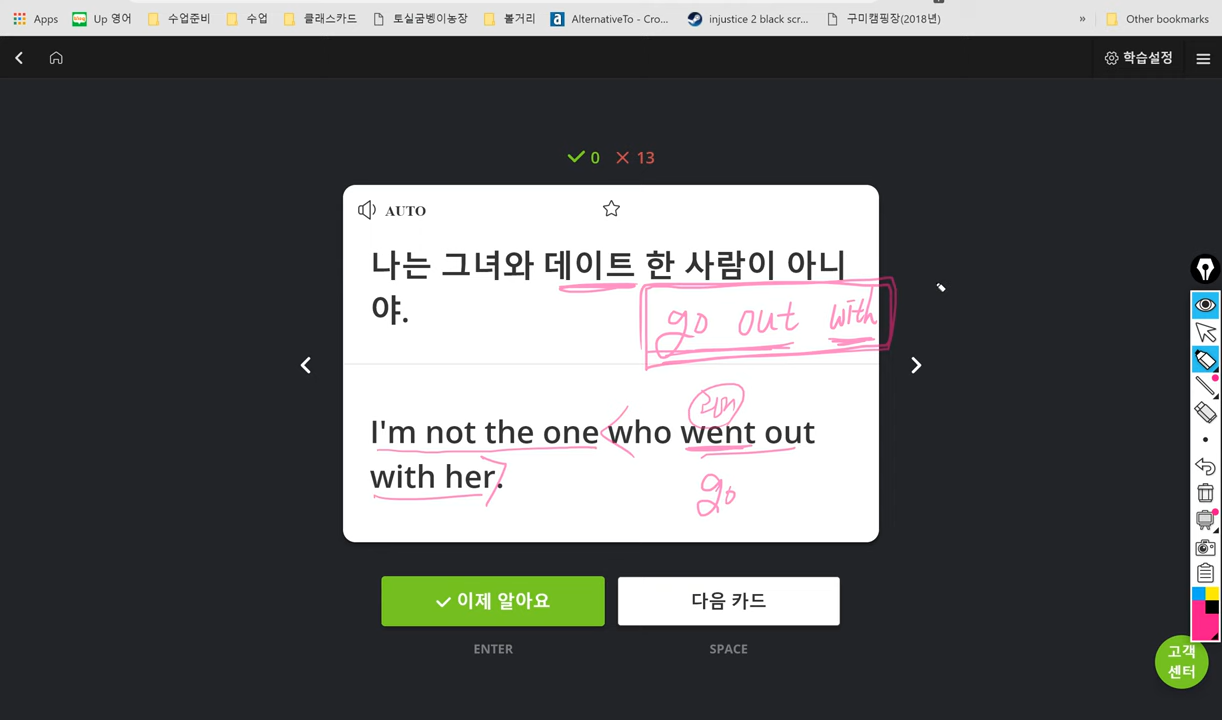 Apps Up 영어 수업준비 수업 클래스카드 토실굼벵이농장 볼거리 AlternativeTo - Cro... injustice 2 black scr... 구미캠핑장(2018년) » Other bookmarks
학습설정
0 13
AUTO
나는 그녀와 데이트 한 사람이 아니
야.
go out with
I'm not the one who went out
with her.
go
이제 알아요 다음 카드
ENTER SPACE
고객
센터